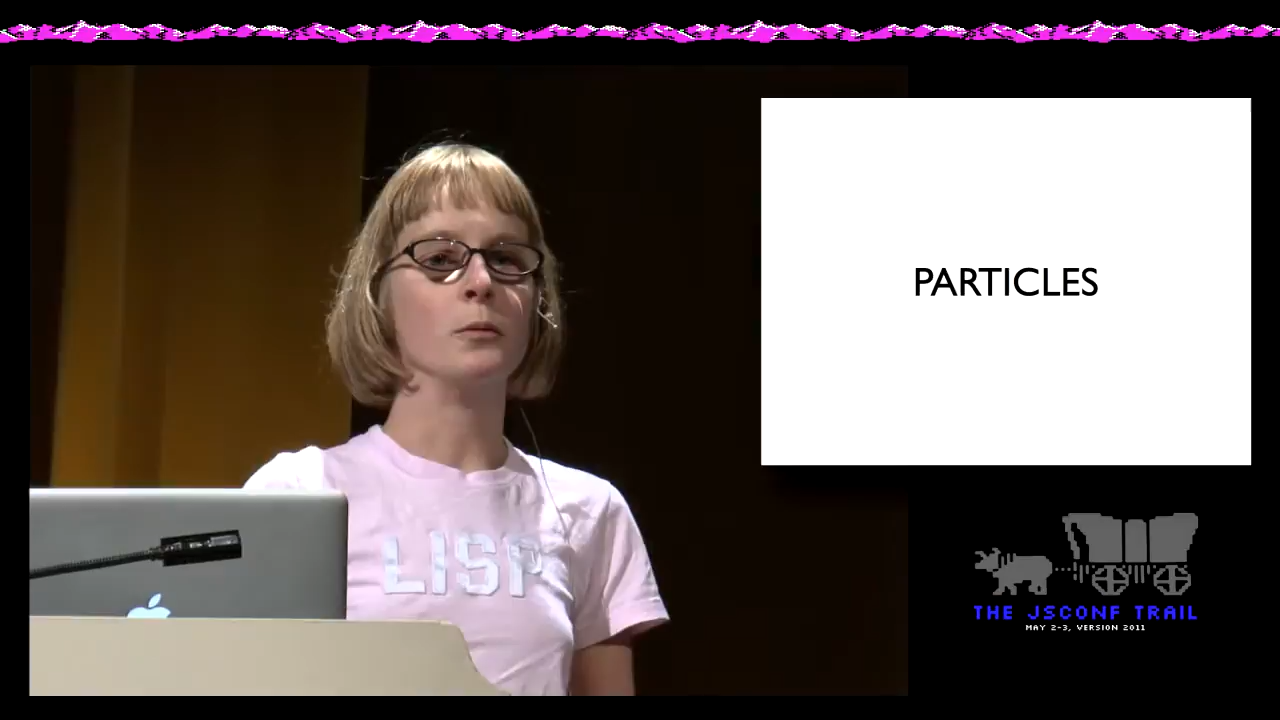 PARTICLES
LISP
THE JSCONF TRAIL
MAY 2-3, VERSION 2011